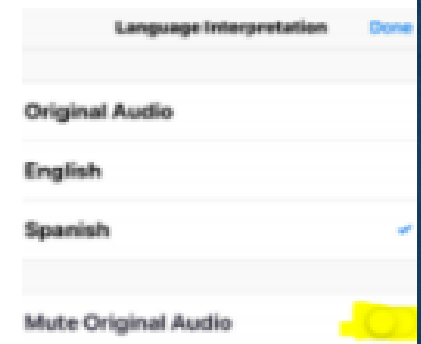 Language Interpretation Done
Original Audio
English
Spanish
Mute Original Audio